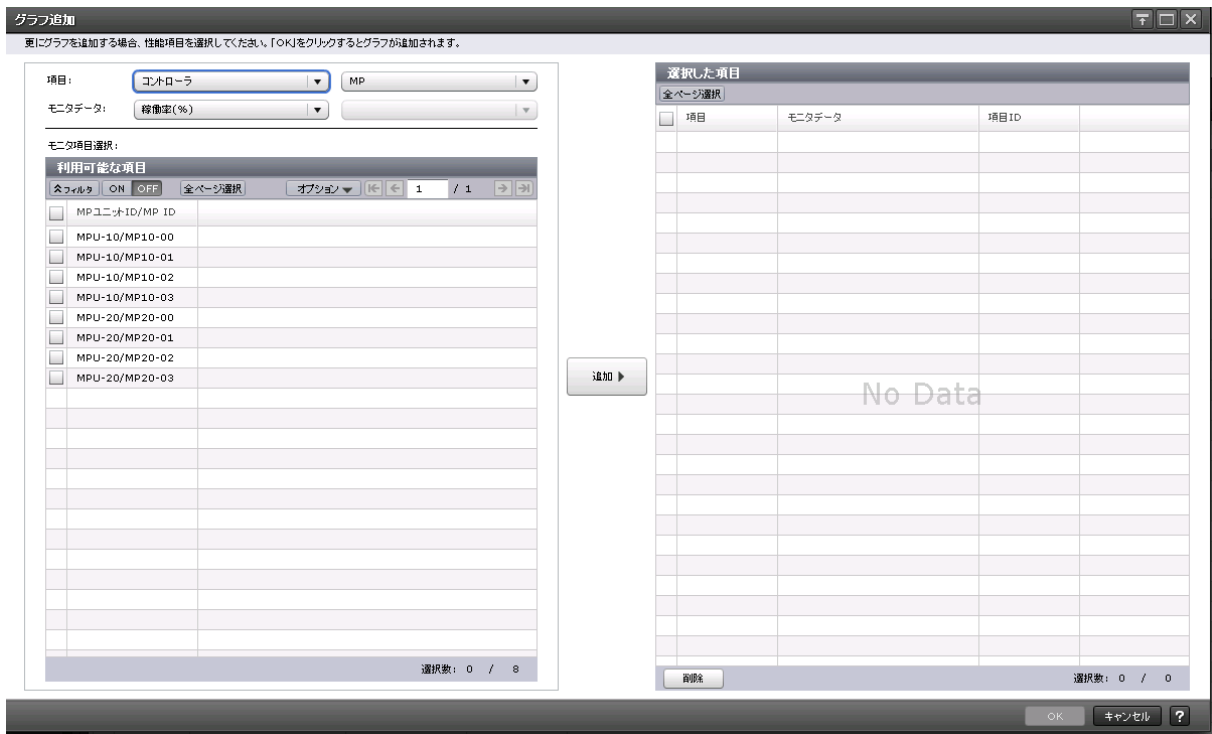 グラフ追加
更にグラフを追加する場合、性能項目を選択してください。「OK」をクリックするとグラフが追加されます。
項目: コントローラ MP
モニタデータ: 稼働率(%)
モニタ項目選択:
利用可能な項目
フィルタ ON OFF 全ページ選択 オプション 1 / 1
MPユニットID/MP ID
MPU-10/MP10-00
MPU-10/MP10-01
MPU-10/MP10-02
MPU-10/MP10-03
MPU-20/MP20-00
MPU-20/MP20-01
MPU-20/MP20-02
MPU-20/MP20-03
選択数: 0 / 8
追加
選択した項目
全ページ選択
項目 モニタデータ 項目ID
No Data
削除 選択数: 0 / 0
OK キャンセル ?